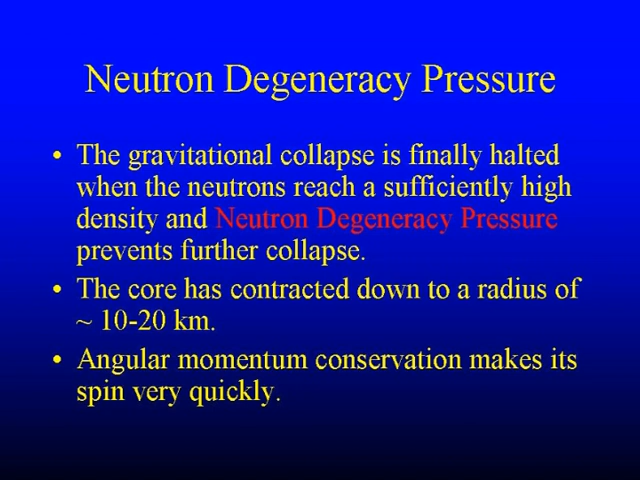 Neutron Degeneracy Pressure
• The gravitational collapse is finally halted
when the neutrons reach a sufficiently high
density and Neutron Degeneracy Pressure
prevents further collapse.
• The core has contracted down to a radius of
~ 10-20 km.
• Angular momentum conservation makes its
spin very quickly.